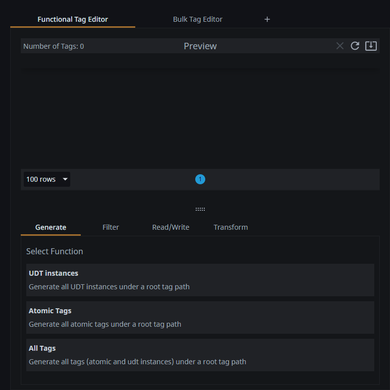 Functional Tag Editor
Bulk Tag Editor
+
Number of Tags: 0
Preview
100 rows
1
Generate
Filter
Read/Write
Transform
Select Function
UDT instances
Generate all UDT instances under a root tag path
Atomic Tags
Generate all atomic tags under a root tag path
All Tags
Generate all tags (atomic and udt instances) under a root tag path